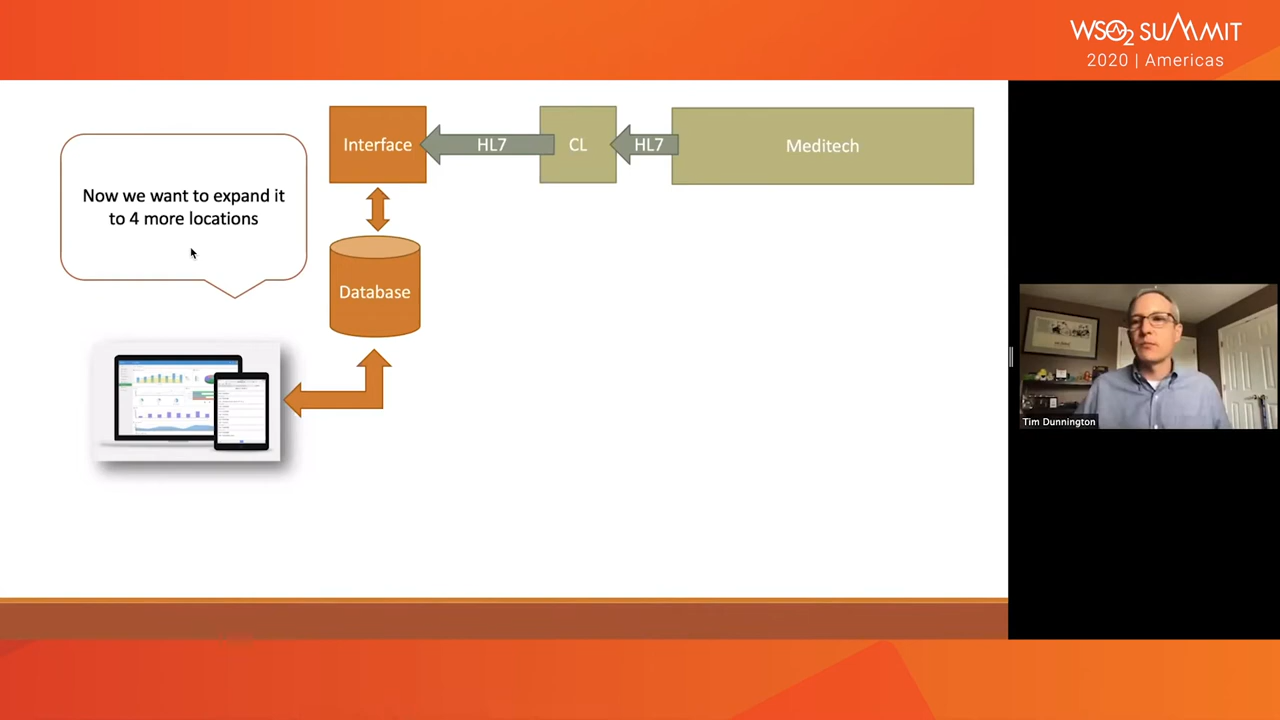 WSO2 SUMMIT
2020 | Americas
Now we want to expand it
to 4 more locations
Interface
HL7
CL
HL7
Meditech
Database
Tim Dunnington